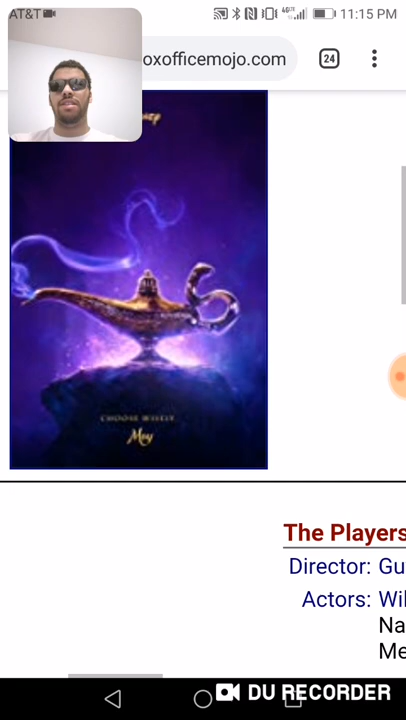 AT&T
11:15 PM
oxofficemojo.com
24
CHOOSE WISELY
May
The Players
Director: Gu
Actors: Wil
Na
Me
DU RECORDER